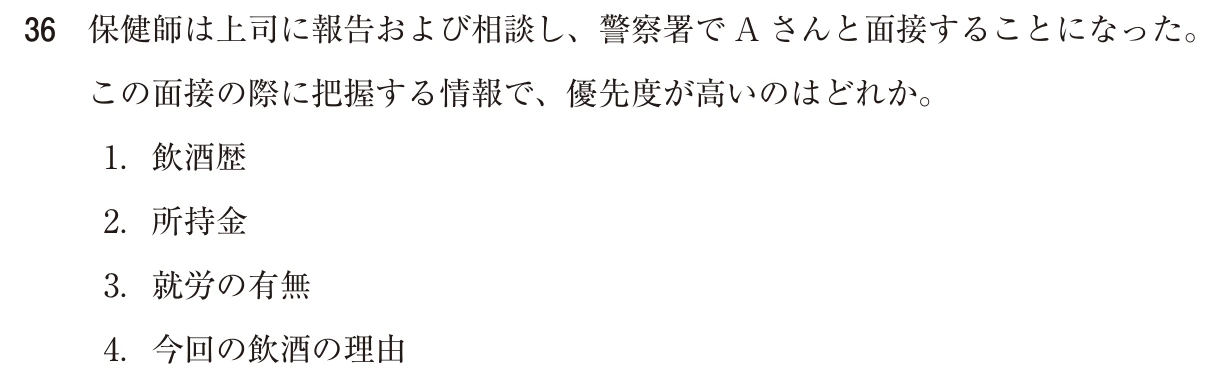 36 保健師は上司に報告および相談し、警察署で A さんと面接することになった。
この面接の際に把握する情報で、優先度が高いのはどれか。
1. 飲酒歴
2. 所持金
3. 就労の有無
4. 今回の飲酒の理由